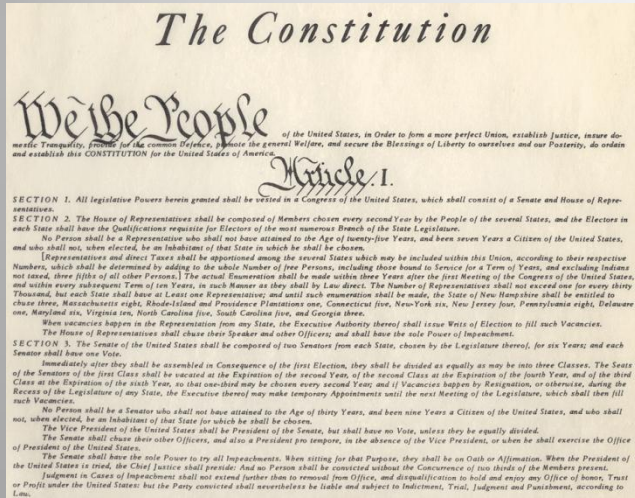 The Constitution
We the People
of the United States, in Order to form a more perfect Union, establish Justice, insure do-
mestic Tranquility, provide for the common Defence, promote the general Welfare, and secure the Blessings of Liberty to ourselves and our Posterity, do ordain
and establish this CONSTITUTION for the United States of America.
Article. I.
SECTION 1. All legislative Powers herein granted shall be vested in a Congress of the United States, which shall consist of a Senate and House of Repre-
sentatives.
SECTION 2. The House of Representatives shall be composed of Members chosen every second Year by the People of the several States, and the Electors in
each State shall have the Qualifications requisite for Electors of the most numerous Branch of the State Legislature.
No Person shall be a Representative who shall not have attained to the Age of twenty-five Years, and been seven Years a Citizen of the United States,
and who shall not, when elected, be an Inhabitant of that State in which he shall be chosen.
[Representatives and direct Taxes shall be apportioned among the several States which may be included within this Union, according to their respective
Numbers, which shall be determined by adding to the whole Number of free Persons, including those bound to Service for a Term of Years, and excluding Indians
not taxed, three fifths of all other Persons.] The actual Enumeration shall be made within three Years after the first Meeting of the Congress of the United States,
and within every subsequent Term of ten Years, in such Manner as they shall by Law direct. The Number of Representatives shall not exceed one for every thirty
Thousand, but each State shall have at Least one Representative; and until such enumeration shall be made, the State of New Hampshire shall be entitled to
chuse three, Massachusetts eight, Rhode-Island and Providence Plantations one, Connecticut five, New-York six, New Jersey four, Pennsylvania eight, Delaware
one, Maryland six, Virginia ten, North Carolina five, South Carolina five, and Georgia three.
When vacancies happen in the Representation from any State, the Executive Authority thereof shall issue Writs of Election to fill such Vacancies.
The House of Representatives shall chuse their Speaker and other Officers; and shall have the sole Power of Impeachment.
SECTION 3. The Senate of the United States shall be composed of two Senators from each State, chosen by the Legislature thereof, for six Years; and each
Senator shall have one Vote.
Immediately after they shall be assembled in Consequence of the first Election, they shall be divided as equally as may be into three Classes. The Seats
of the Senators of the first Class shall be vacated at the Expiration of the second Year, of the second Class at the Expiration of the fourth Year, and of the third
Class at the Expiration of the sixth Year, so that one-third may be chosen every second Year; and if Vacancies happen by Resignation, or otherwise, during the
Recess of the Legislature of any State, the Executive thereof may make temporary Appointments until the next Meeting of the Legislature, which shall then fill
such Vacancies.
No Person shall be a Senator who shall not have attained to the Age of thirty Years, and been nine Years a Citizen of the United States, and who shall
not, when elected, be an Inhabitant of that State for which he shall be chosen.
The Vice President of the United States shall be President of the Senate, but shall have no Vote, unless they be equally divided.
The Senate shall chuse their other Officers, and also a President pro tempore, in the absence of the Vice President, or when he shall exercise the Office
of President of the United States.
The Senate shall have the sole Power to try all Impeachments. When sitting for that Purpose, they shall be on Oath or Affirmation. When the President of
the United States is tried, the Chief Justice shall preside: And no Person shall be convicted without the Concurrence of two thirds of the Members present.
Judgment in Cases of Impeachment shall not extend further than to removal from Office, and disqualification to hold and enjoy any Office of honor, Trust
or Profit under the United States: but the Party convicted shall nevertheless be liable and subject to Indictment, Trial, Judgment and Punishment, according to
Law.